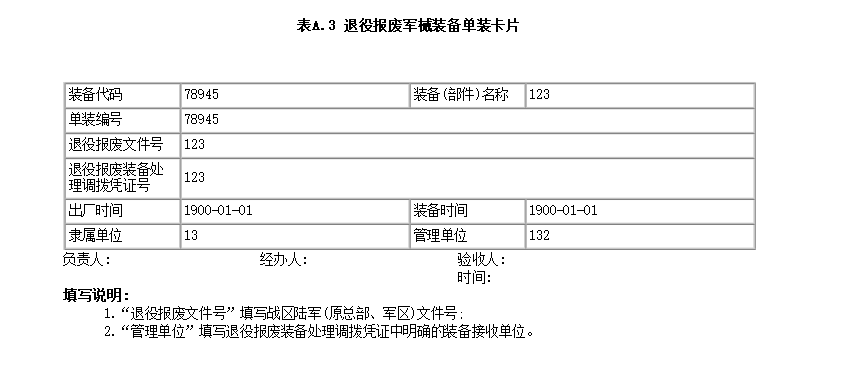 表A.3 退役报废军械装备单装卡片
装备代码 78945 装备(部件)名称 123
单装编号 78945
退役报废文件号 123
退役报废装备处
理调拨凭证号 123
出厂时间 1900-01-01 装备时间 1900-01-01
隶属单位 13 管理单位 132
负责人: 经办人: 验收人:
时间:
填写说明:
1.“退役报废文件号”填写战区陆军(原总部、军区)文件号;
2.“管理单位”填写退役报废装备处理调拨凭证中明确的装备接收单位。